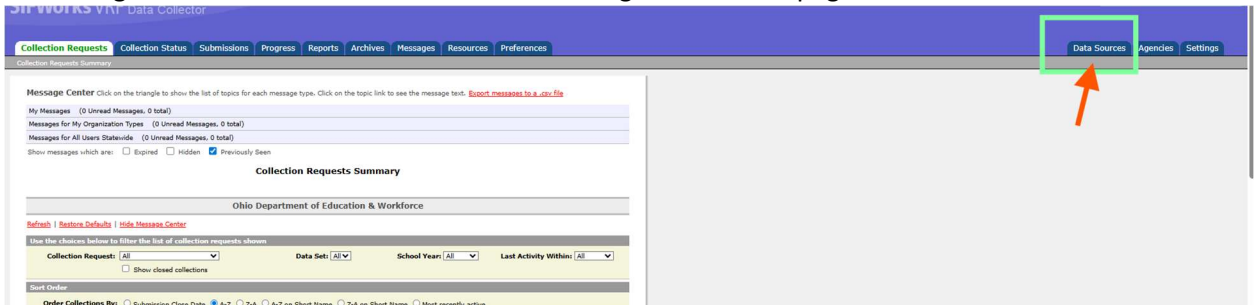 SIFWorks VRF Data Collector
Collection Requests Collection Status Submissions Progress Reports Archives Messages Resources Preferences Data Sources Agencies Settings
Collection Requests Summary
Message Center Click on the triangle to show the list of topics for each message type. Click on the topic link to see the message text. Export messages to a .csv file
My Messages (0 Unread Messages, 0 total)
Messages for My Organization Types (0 Unread Messages, 0 total)
Messages for All Users Statewide (0 Unread Messages, 0 total)
Show messages which are: Expired Hidden Previously Seen
Collection Requests Summary
Ohio Department of Education & Workforce
Refresh | Restore Defaults | Hide Message Center
Use the choices below to filter the list of collection requests shown
Collection Request: All Data Set: All School Year: All Last Activity Within: All
Show closed collections
Sort Order
Order Collections By: Submission Close Date A-Z Z-A A-Z on Short Name Z-A on Short Name Most recently active